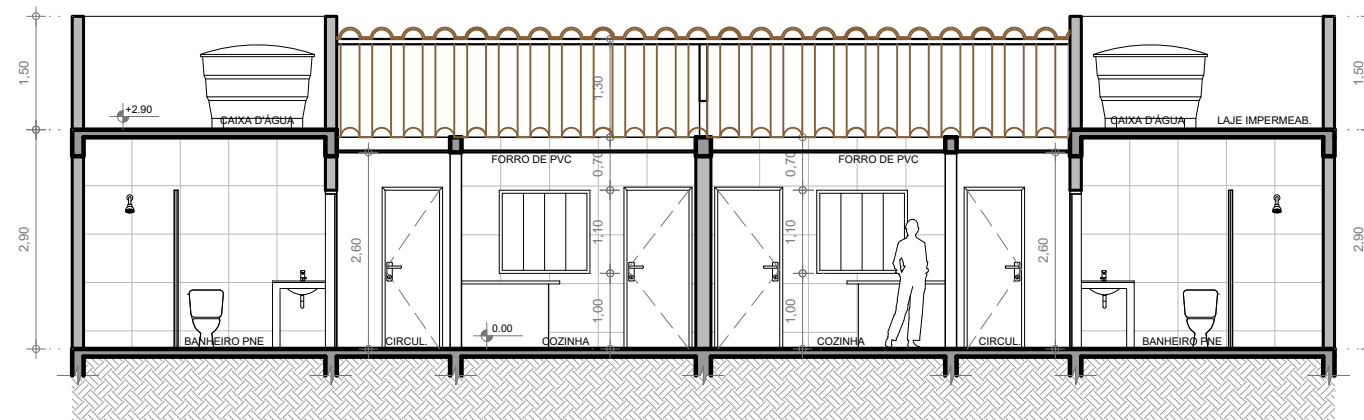 1,50
1,30
1,50
+2.90
CAIXA D'ÁGUA
CAIXA D'ÁGUA
LAJE IMPERMEAB.
FORRO DE PVC
0,70
0,70
FORRO DE PVC
2,90
2,60
1,10
1,10
2,60
2,90
1,00
1,00
0.00
BANHEIRO PNE
CIRCUL.
COZINHA
COZINHA
CIRCUL.
BANHEIRO PNE